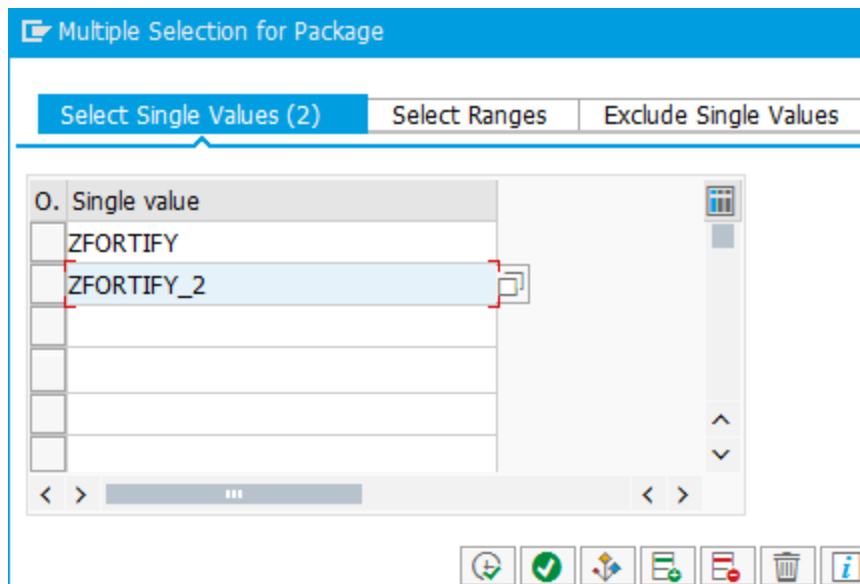 Multiple Selection for Package
Select Single Values (2) Select Ranges Exclude Single Values
O. Single value
ZFORTIFY
ZFORTIFY_2